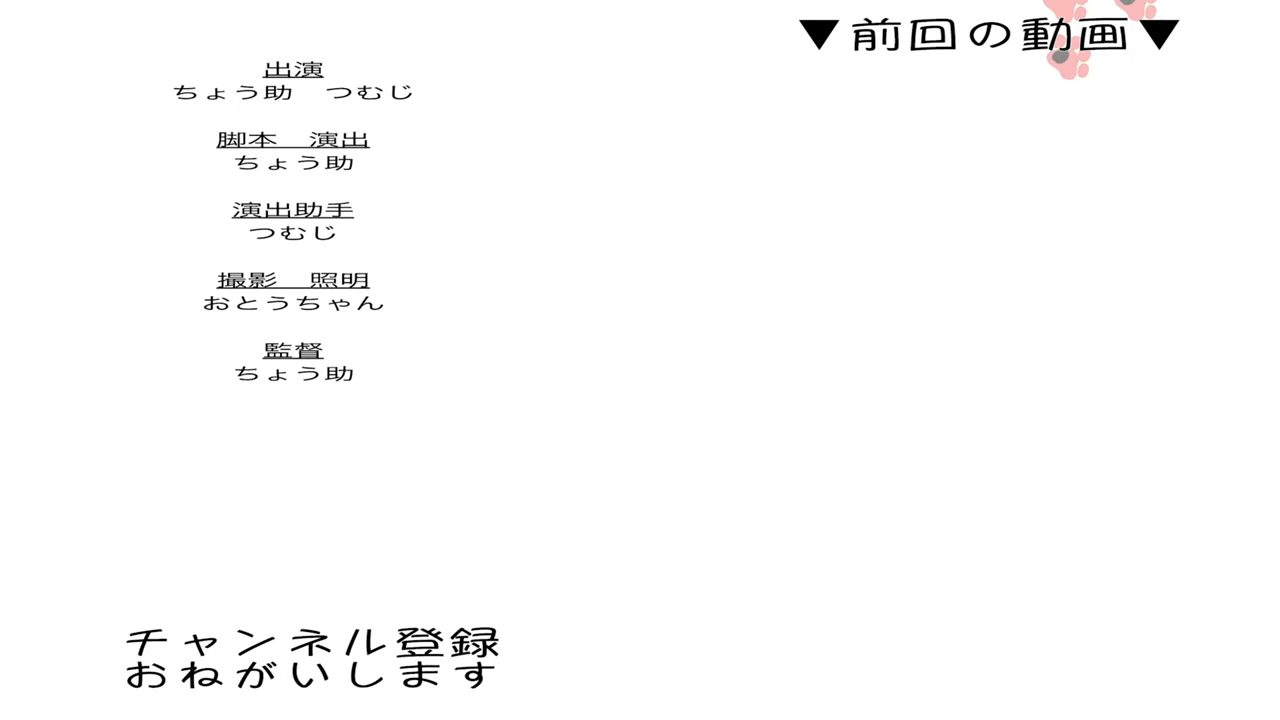 ▼前回の動画▼
出演
ちょう助　つむじ
脚本　演出
ちょう助
演出助手
つむじ
撮影　照明
おとうちゃん
監督
ちょう助
チャンネル登録
おねがいします